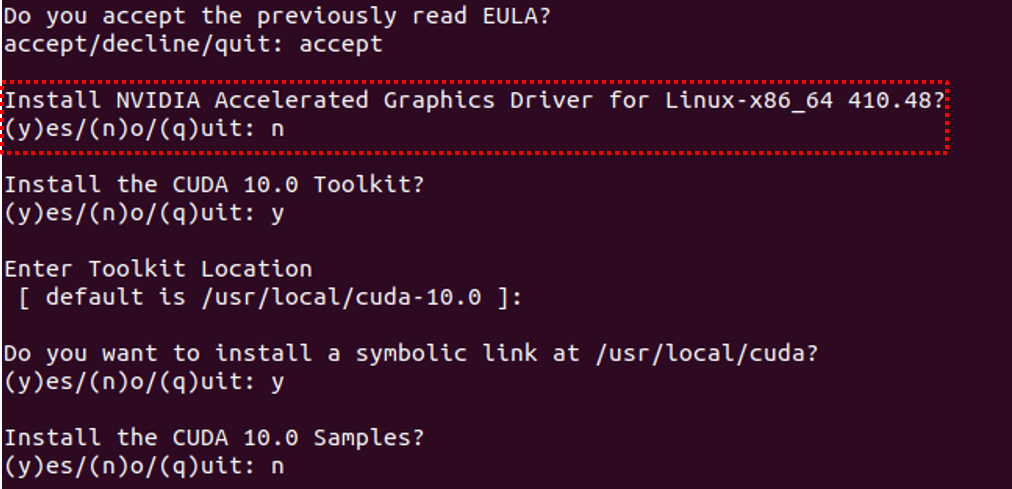 Do you accept the previously read EULA?
accept/decline/quit: accept
Install NVIDIA Accelerated Graphics Driver for Linux-x86_64 410.48?
(y)es/(n)o/(q)uit: n
Install the CUDA 10.0 Toolkit?
(y)es/(n)o/(q)uit: y
Enter Toolkit Location
 [ default is /usr/local/cuda-10.0 ]:
Do you want to install a symbolic link at /usr/local/cuda?
(y)es/(n)o/(q)uit: y
Install the CUDA 10.0 Samples?
(y)es/(n)o/(q)uit: n